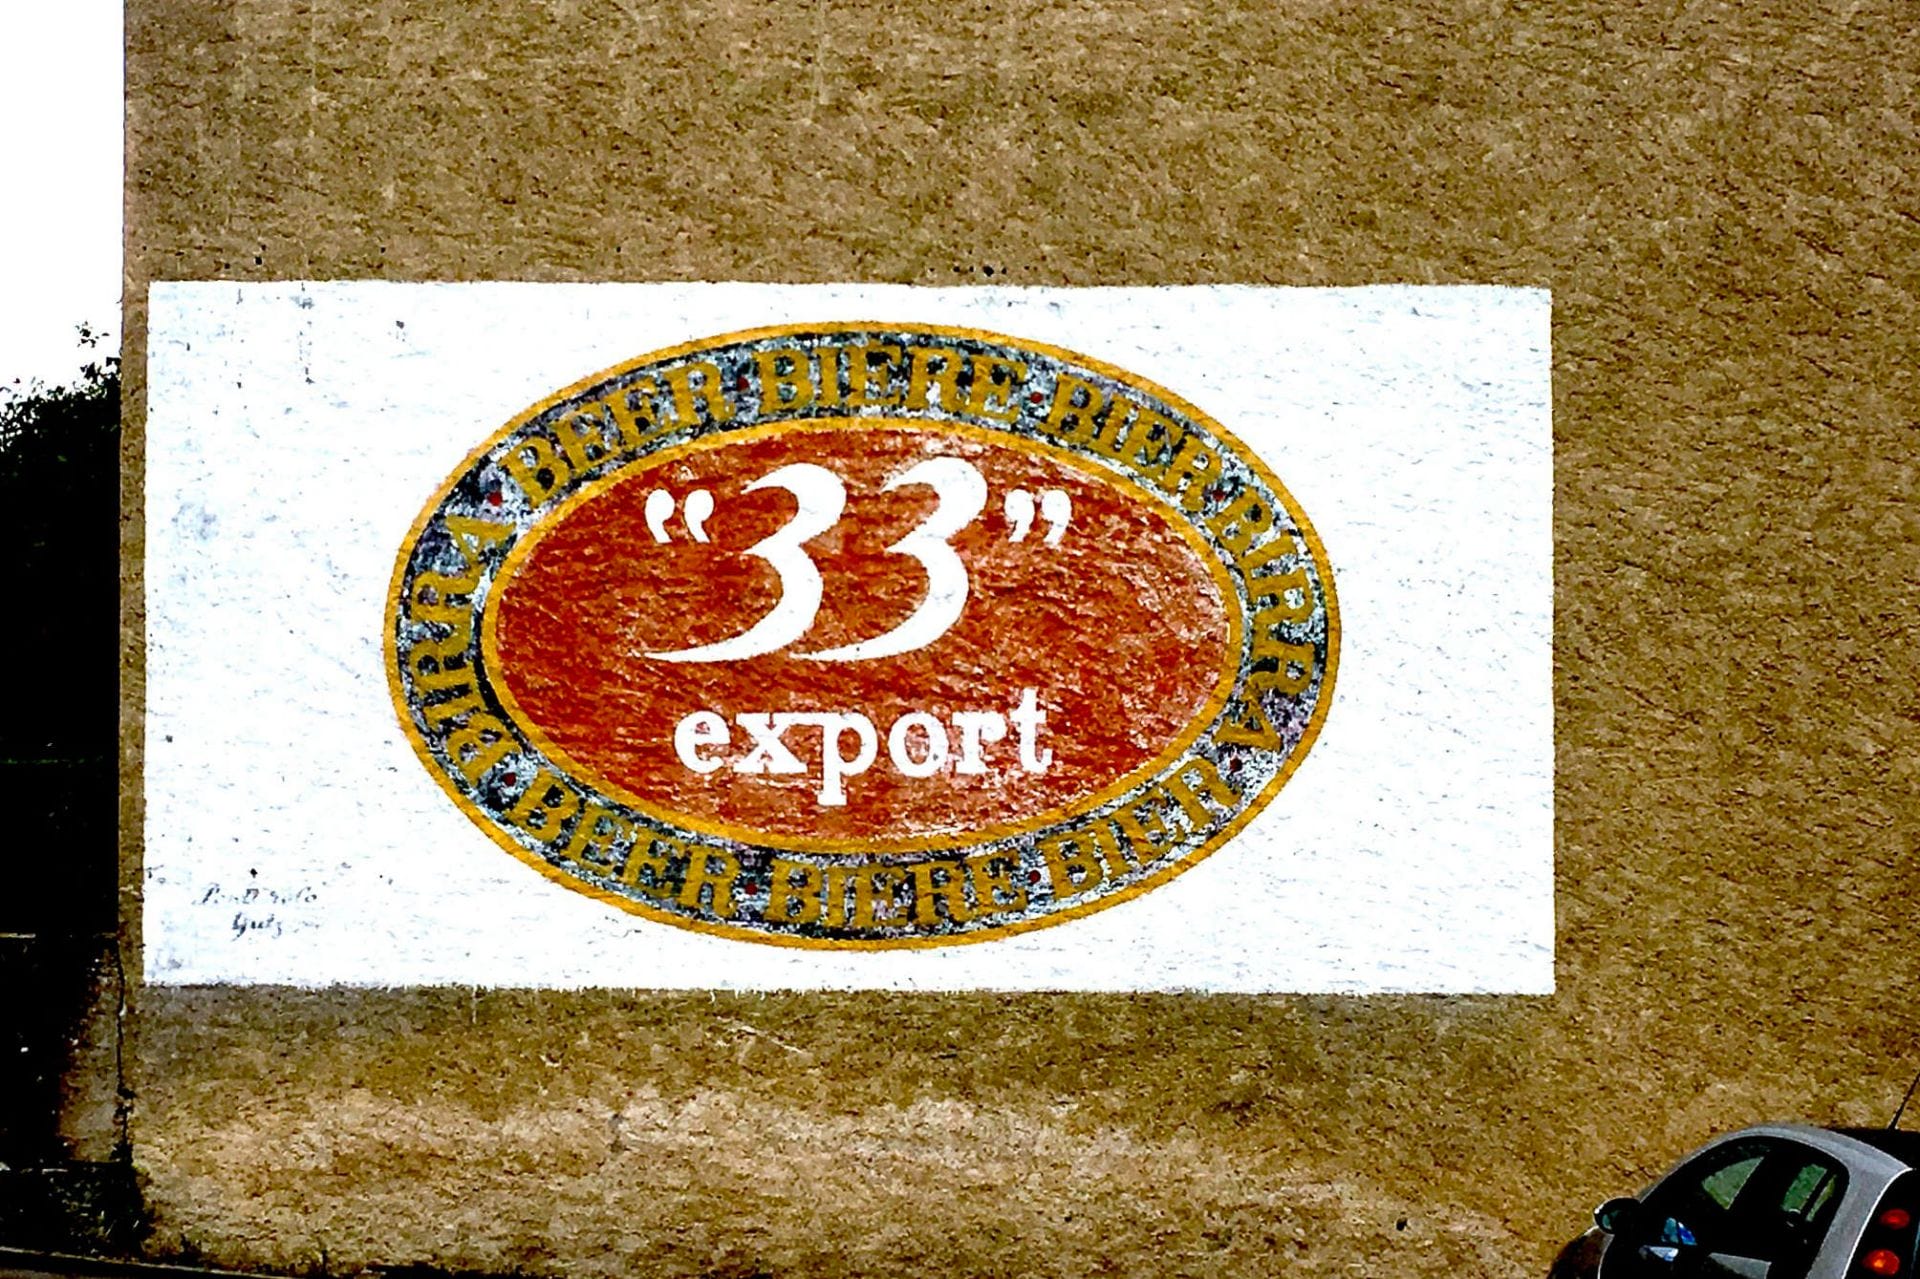 BEER • BIERE • BIER • BIRRA • BEER • BIERE • BIER • BIRRA •
“33”
export